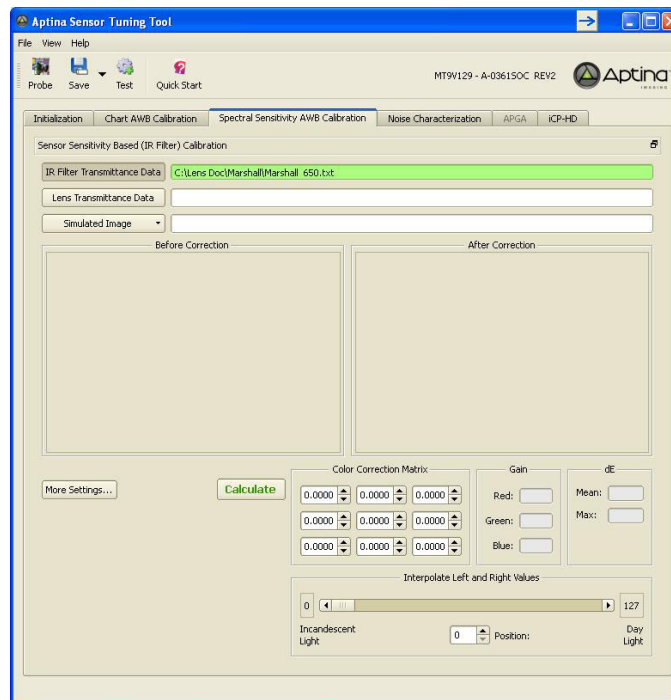 Aptina Sensor Tuning Tool
File View Help
Probe Save Test Quick Start
MT9V129 - A-0361SOC REV2
Aptina
IMAGING
Initialization Chart AWB Calibration Spectral Sensitivity AWB Calibration Noise Characterization APGA iCP-HD
Sensor Sensitivity Based (IR Filter) Calibration
IR Filter Transmittance Data C:\Lens Doc\Marshall\Marshall 650.txt
Lens Transmittance Data
Simulated Image
Before Correction After Correction
More Settings... Calculate
Color Correction Matrix
0.0000 0.0000 0.0000
0.0000 0.0000 0.0000
0.0000 0.0000 0.0000
Gain
Red:
Green:
Blue:
dE
Mean:
Max:
Interpolate Left and Right Values
0 127
Incandescent
Light
0 Position:
Day
Light